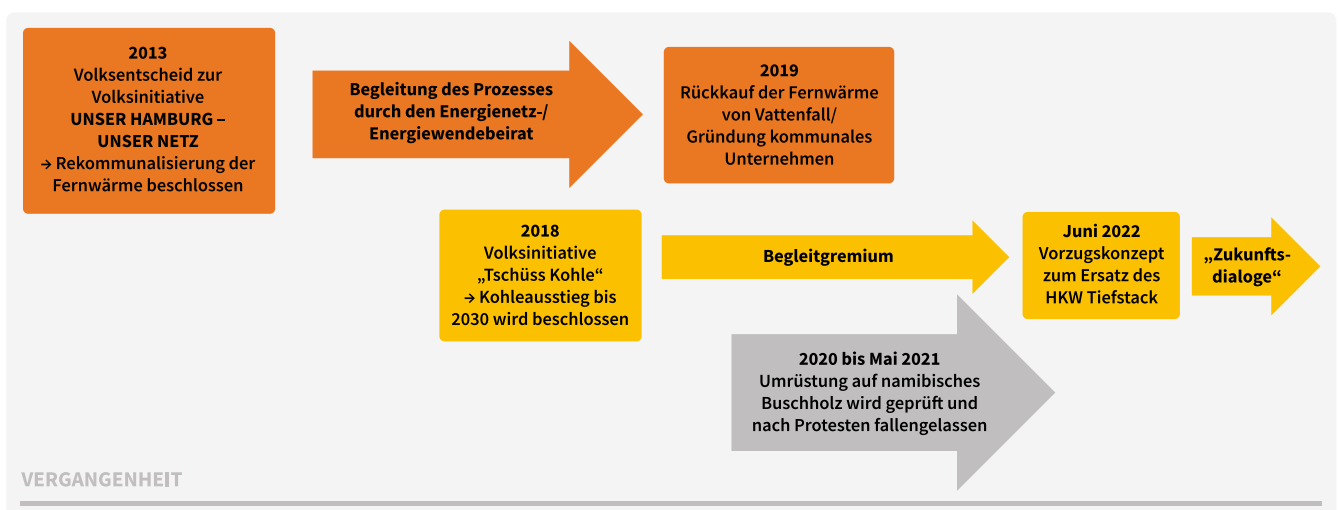 2013
Volksentscheid zur
Volksinitiative
UNSER HAMBURG –
UNSER NETZ
→ Rekommunalisierung der
Fernwärme beschlossen
Begleitung des Prozesses
durch den Energienetz-/
Energiewendebeirat
2019
Rückkauf der Fernwärme
von Vattenfall/
Gründung kommunales
Unternehmen
2018
Volksinitiative
„Tschüss Kohle“
→ Kohleausstieg bis
2030 wird beschlossen
Begleitgremium
Juni 2022
Vorzugskonzept
zum Ersatz des
HKW Tiefstack
„Zukunfts-
dialoge“
2020 bis Mai 2021
Umrüstung auf namibisches
Buschholz wird geprüft und
nach Protesten fallengelassen
VERGANGENHEIT